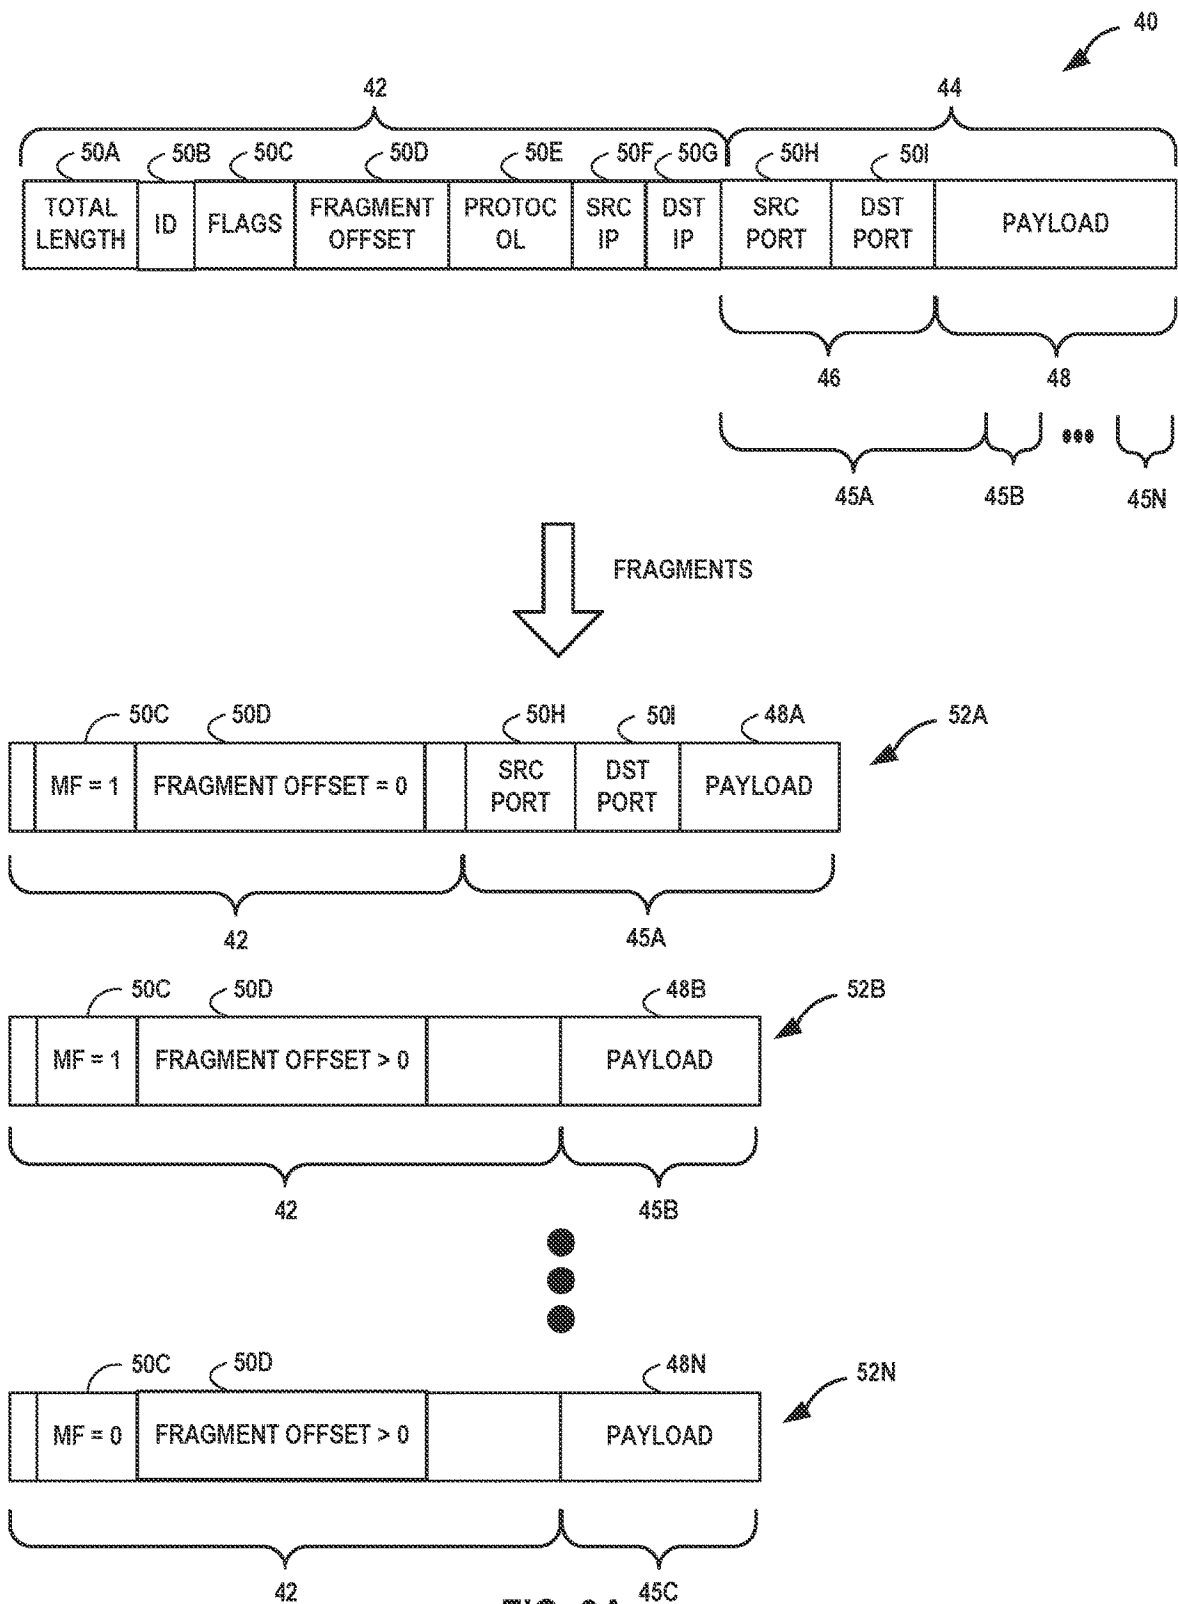 40
42
44
50A
50B
50C
50D
50E
50F
50G
50H
50I
TOTAL
LENGTH
ID
FLAGS
FRAGMENT
OFFSET
PROTOC
OL
SRC
IP
DST
IP
SRC
PORT
DST
PORT
PAYLOAD
46
48
45A
45B
45N
FRAGMENTS
50C
50D
50H
50I
48A
52A
MF = 1
FRAGMENT OFFSET = 0
SRC
PORT
DST
PORT
PAYLOAD
42
45A
50C
50D
48B
52B
MF = 1
FRAGMENT OFFSET > 0
PAYLOAD
42
45B
50C
50D
48N
52N
MF = 0
FRAGMENT OFFSET > 0
PAYLOAD
42
45C